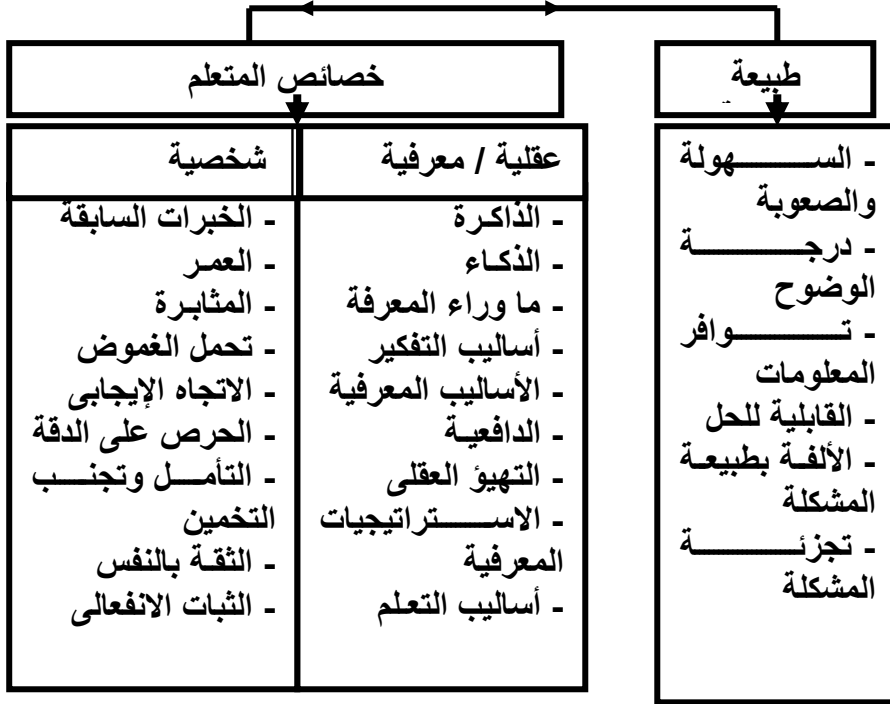 طبيعة
- السهولة
والصعوبة
- درجة
الوضوح
- توافر
المعلومات
- القابلية للحل
- الألفة بطبيعة
المشكلة
- تجزئة
المشكلة
خصائص المتعلم
عقلية / معرفية
- الذاكرة
- الذكاء
- ما وراء المعرفة
- أساليب التفكير
- الأساليب المعرفية
- الدافعية
- التهيؤ العقلى
- الاستراتيجيات
المعرفية
- أساليب التعلم
شخصية
- الخبرات السابقة
- العمر
- المثابرة
- تحمل الغموض
- الاتجاه الإيجابى
- الحرص على الدقة
- التأمل وتجنب
التخمين
- الثقة بالنفس
- الثبات الانفعالى